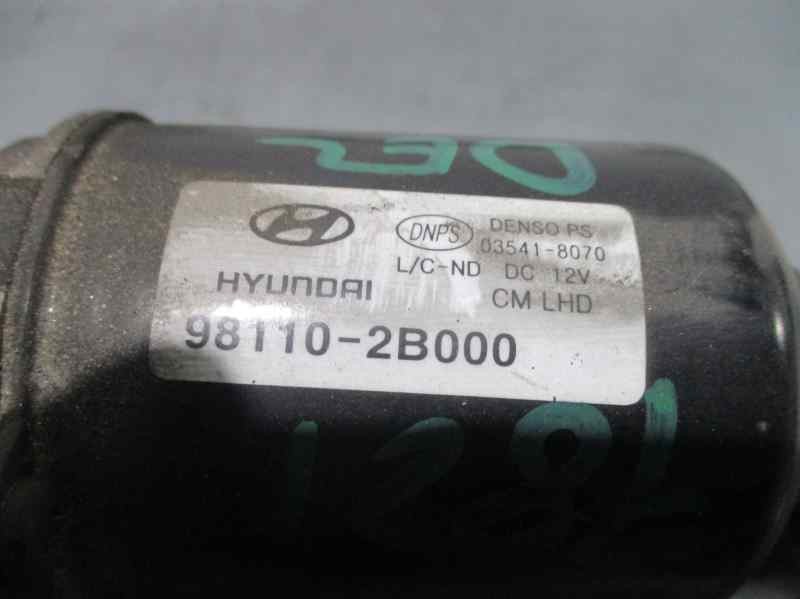 DNPS DENSO PS
03541-8070
HYUNDAI L/C-ND DC 12V
CM LHD
98110-2B000